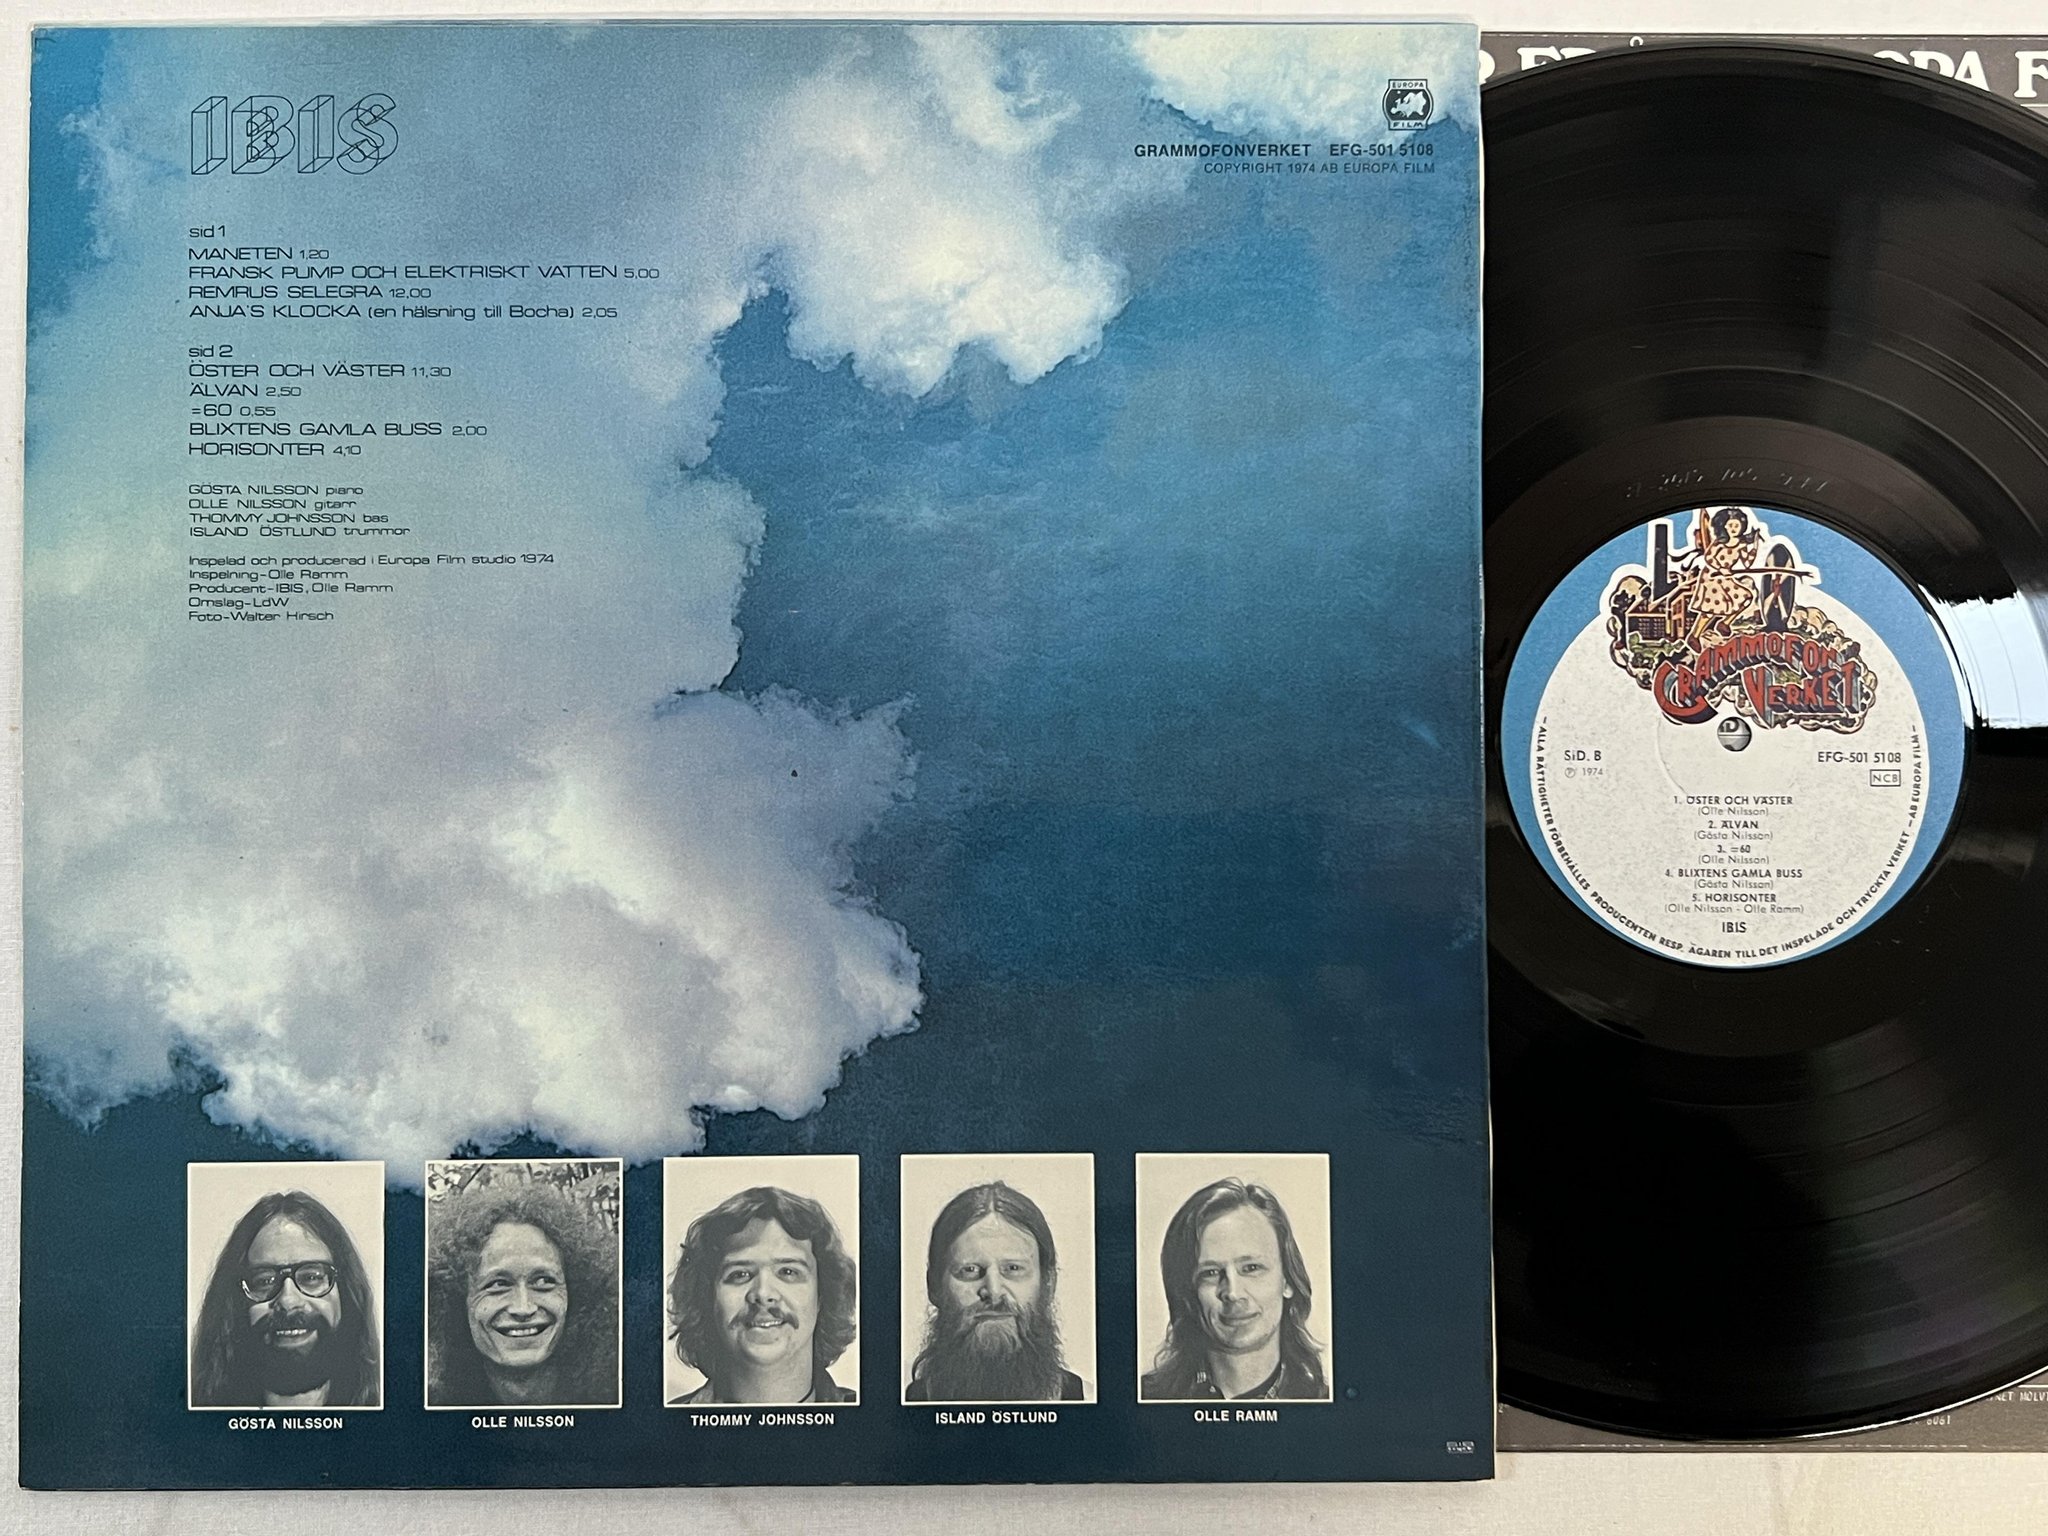 IBIS
EUROPA
FILM
GRAMMOFONVERKET EFG-501 5108
COPYRIGHT 1974 AB EUROPA FILM
sid 1
MANETEN 1,20
FRANSK PUMP OCH ELEKTRISKT VATTEN 5,00
REMRUS SELEGRA 12,00
ANJA'S KLOCKA (en hälsning till Bocha) 2,05
sid 2
ÖSTER OCH VÄSTER 11,30
ÄLVAN 2,50
=60 0,55
BLIXTENS GAMLA BUSS 2,00
HORISONTER 4,10
GÖSTA NILSSON piano
OLLE NILSSON gitarr
THOMMY JOHNSSON bas
ISLAND ÖSTLUND trummor
Inspelad och producerad i Europa Film studio 1974
Inspelning-Olle Ramm
Producent-IBIS, Olle Ramm
Omslag-LdW
Foto-Walter Hirsch
GÖSTA NILSSON
OLLE NILSSON
THOMMY JOHNSSON
ISLAND ÖSTLUND
OLLE RAMM
GRAMMOFON
VERKET
SiD. B
EFG-501 5108
Ⓟ 1974
NCB
1. ÖSTER OCH VÄSTER
(Olle Nilsson)
2. ÄLVAN
(Gösta Nilsson)
3. =60
(Olle Nilsson)
4. BLIXTENS GAMLA BUSS
(Gösta Nilsson)
5. HORISONTER
(Olle Nilsson - Olle Ramm)
IBIS
- ALLA RÄTTIGHETER FÖRBEHÅLLES PRODUCENTEN RESP. ÄGAREN TILL DET INSPELADE OCH TRYCKTA VERKET - AB EUROPA FILM -